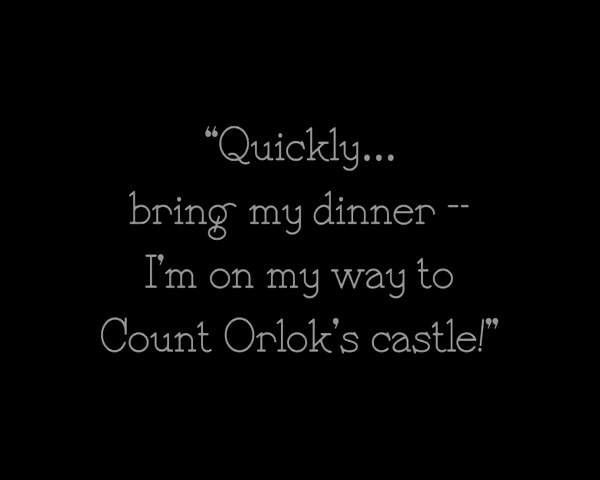 “Quickly...
bring my dinner --
I’m on my way to
Count Orlok’s castle!”